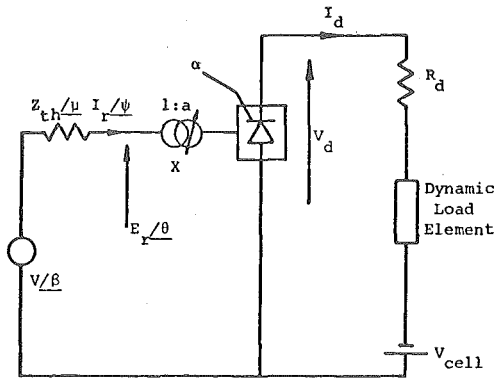 I_d
α
R_d
Z_th/μ I_r/ψ 1:a
V_d
X
Dynamic
Load
Element
E_r/θ
V/β
V_cell